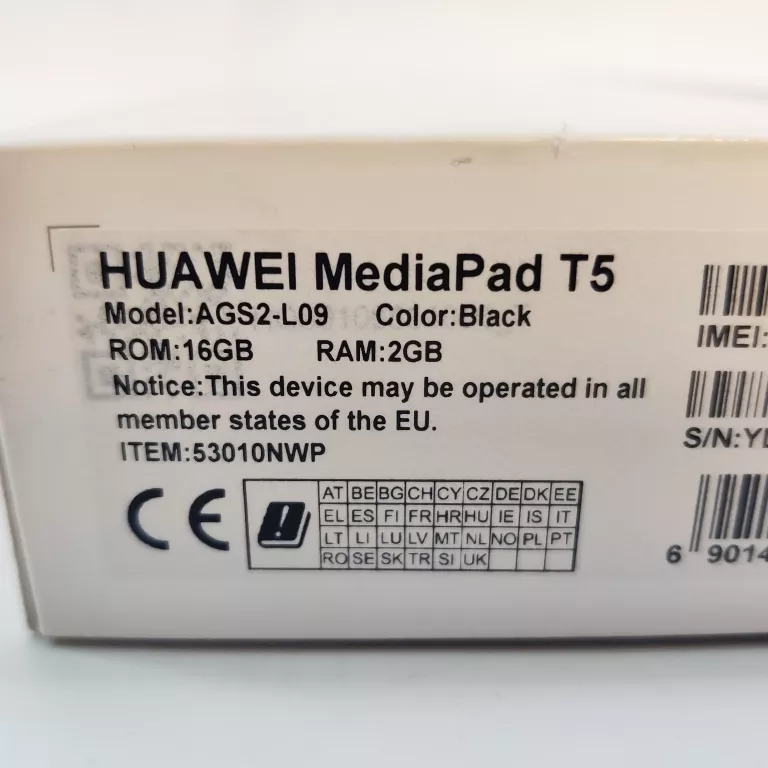 HUAWEI MediaPad T5
Model:AGS2-L09 Color:Black
ROM:16GB RAM:2GB
Notice:This device may be operated in all
member states of the EU.
ITEM:53010NWP
CE
AT BE BG CH CY CZ DE DK EE
EL ES FI FR HR HU IE IS IT
LT LI LU LV MT NL NO PL PT
RO SE SK TR SI UK
IMEI:
S/N:
6 9014